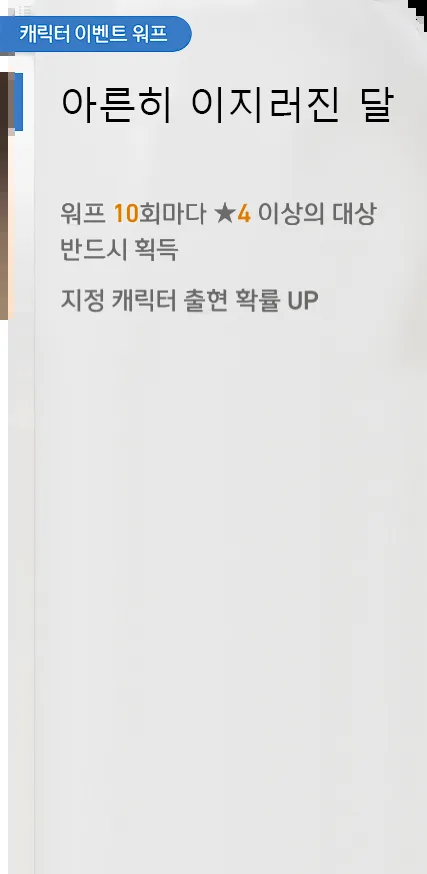 캐릭터 이벤트 워프
아른히 이지러진 달
워프 10회마다 ★4 이상의 대상
반드시 획득
지정 캐릭터 출현 확률 UP